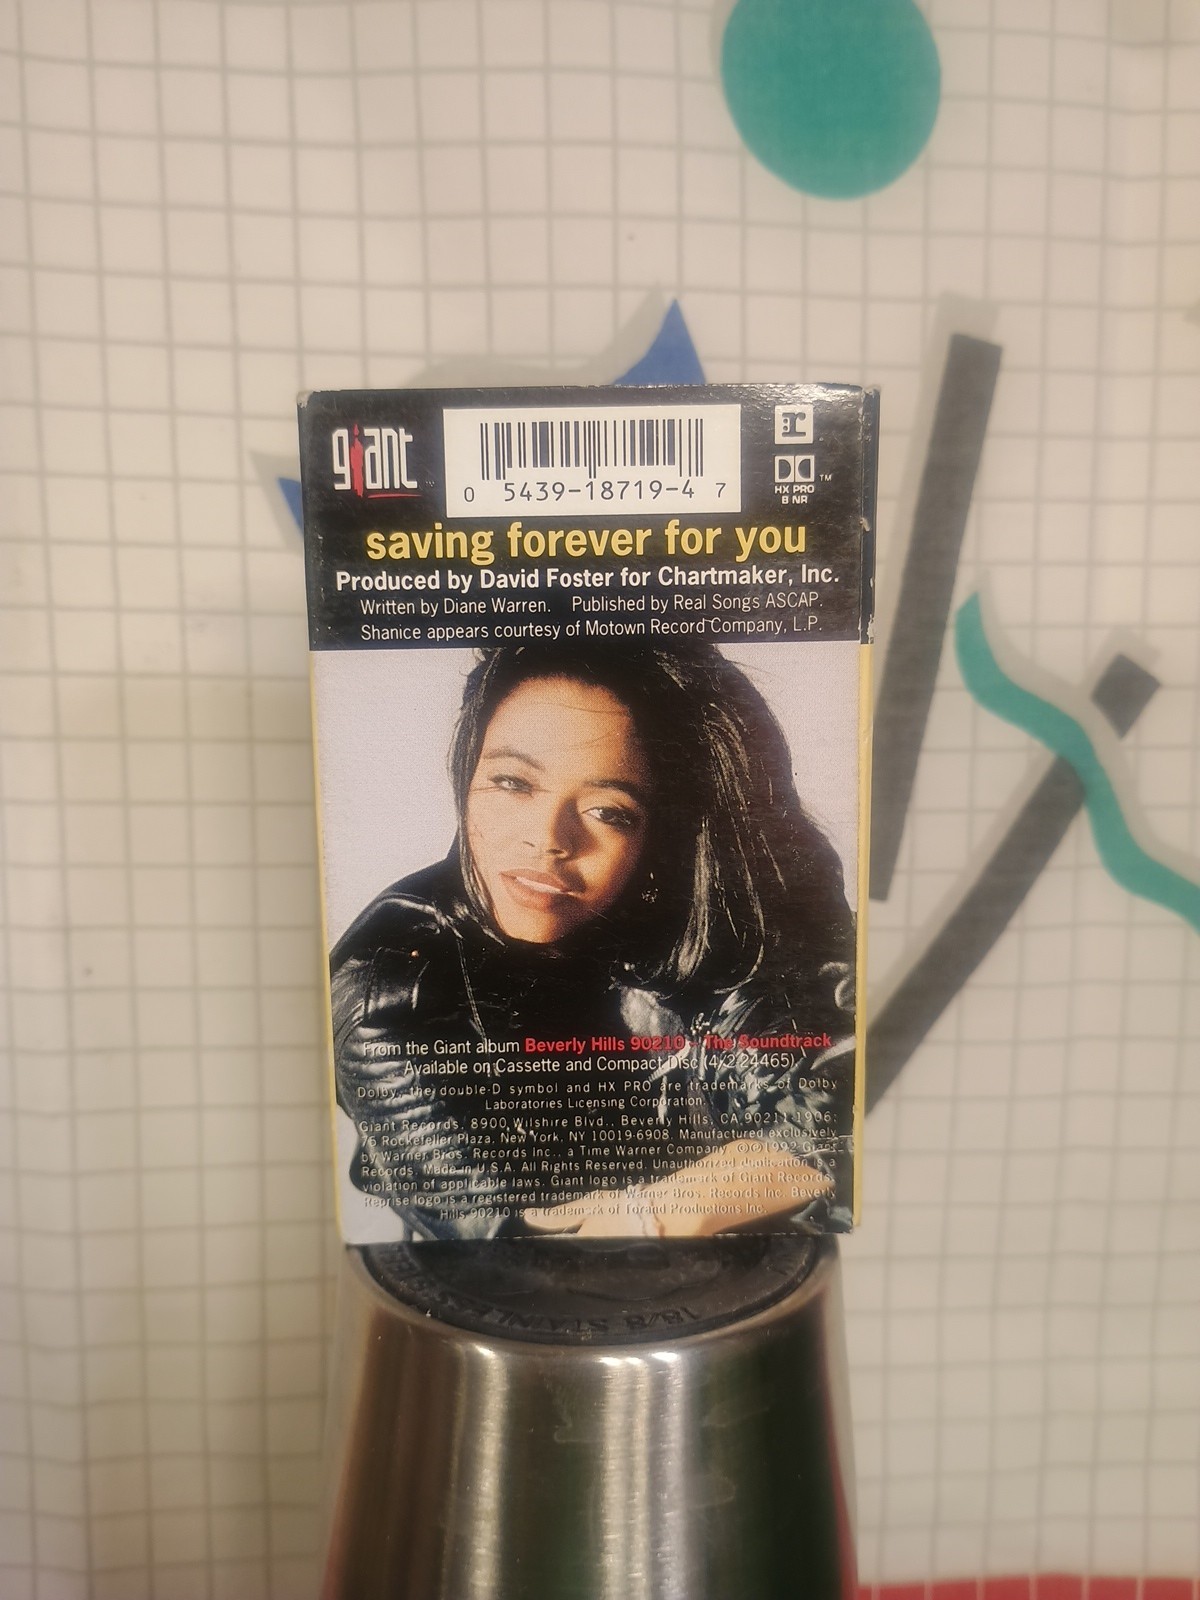 giant
0 5439-18719-4 7
r
HX PRO
B NR
™
saving forever for you
Produced by David Foster for Chartmaker, Inc.
Written by Diane Warren. Published by Real Songs ASCAP.
Shanice appears courtesy of Motown Record Company, L.P.
From the Giant album Beverly Hills 90210 - The Soundtrack
Available on Cassette and Compact Disc (4/2-24465)
Dolby, the double-D symbol and HX PRO are trademarks of Dolby
Laboratories Licensing Corporation.
Giant Records, 8900 Wilshire Blvd., Beverly Hills, CA 90211-1906;
75 Rockefeller Plaza, New York, NY 10019-6908. Manufactured exclusively
by Warner Bros. Records Inc., a Time Warner Company. ©℗1992 Giant
Records. Made in U.S.A. All Rights Reserved. Unauthorized duplication is a
violation of applicable laws. Giant logo is a trademark of Giant Records.
Reprise logo is a registered trademark of Warner Bros. Records Inc. Beverly
Hills 90210 is a trademark of Torand Productions Inc.
18/8 STAINLESS